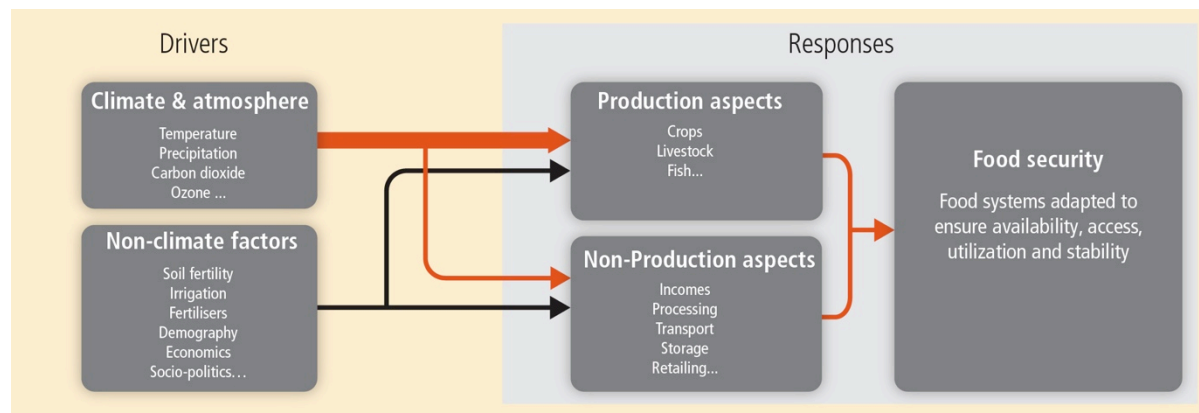 Drivers
Responses
Climate & atmosphere
Temperature
Precipitation
Carbon dioxide
Ozone ...
Non-climate factors
Soil fertility
Irrigation
Fertilisers
Demography
Economics
Socio-politics...
Production aspects
Crops
Livestock
Fish...
Non-Production aspects
Incomes
Processing
Transport
Storage
Retailing...
Food security
Food systems adapted to
ensure availability, access,
utilization and stability